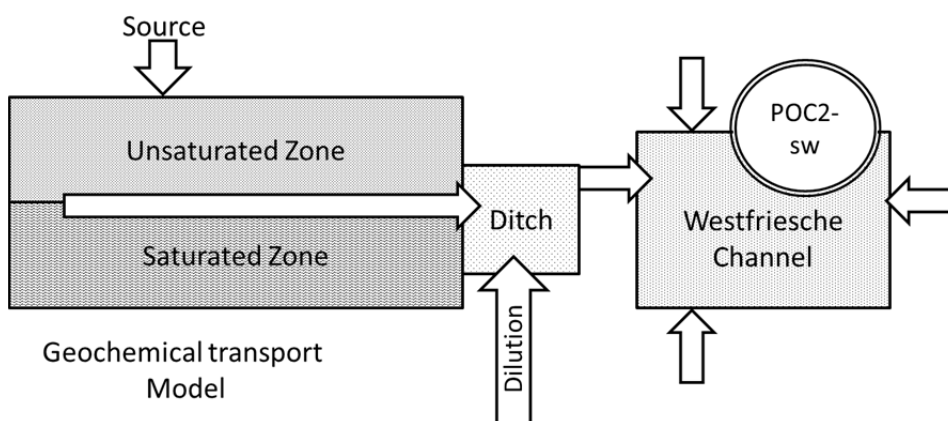 Source
Unsaturated Zone
Saturated Zone
Geochemical transport
Model
Ditch
Dilution
POC2-
sw
Westfriesche
Channel